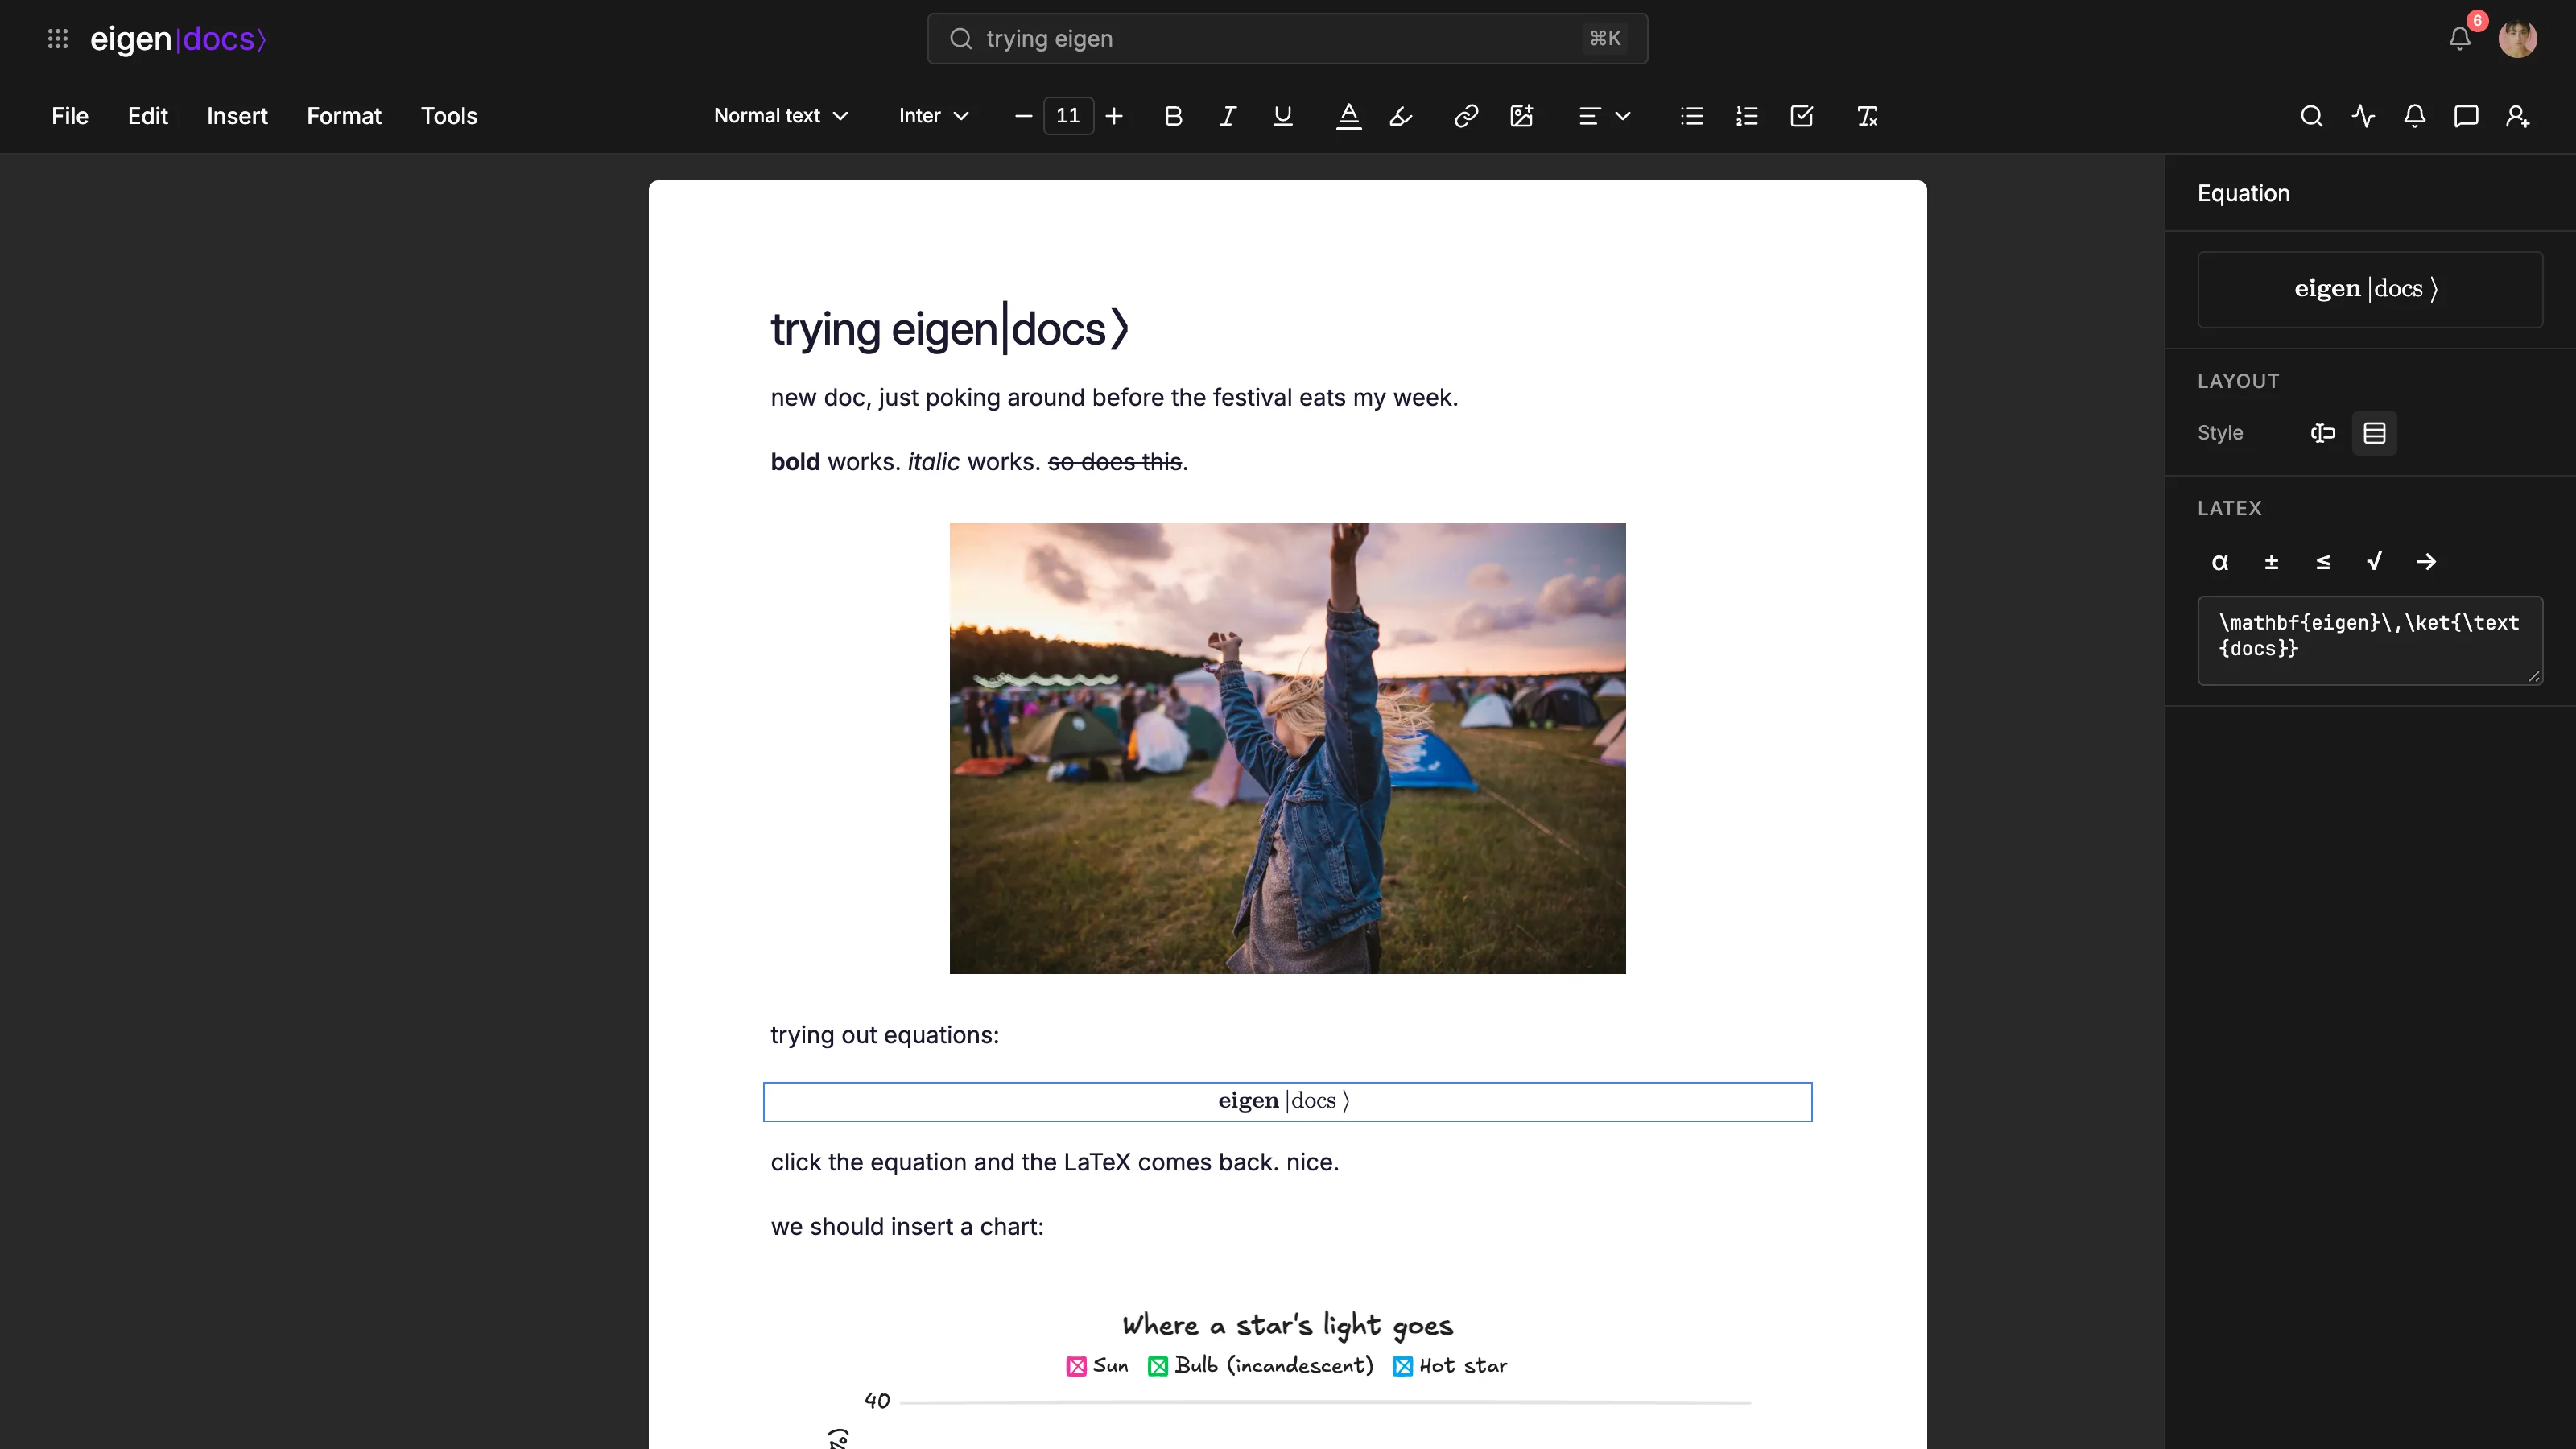 eigen|docs⟩
trying eigen
⌘K
6
File Edit Insert Format Tools
Normal text
Inter
11
Equation
eigen |docs ⟩
LAYOUT
Style
LATEX
α ± ≤ √ →
\mathbf{eigen}\,\ket{\text
{docs}}
trying eigen|docs⟩
new doc, just poking around before the festival eats my week.
bold works. italic works. so does this.
trying out equations:
eigen |docs ⟩
click the equation and the LaTeX comes back. nice.
we should insert a chart:
Where a star's light goes
Sun Bulb (incandescent) Hot star
40